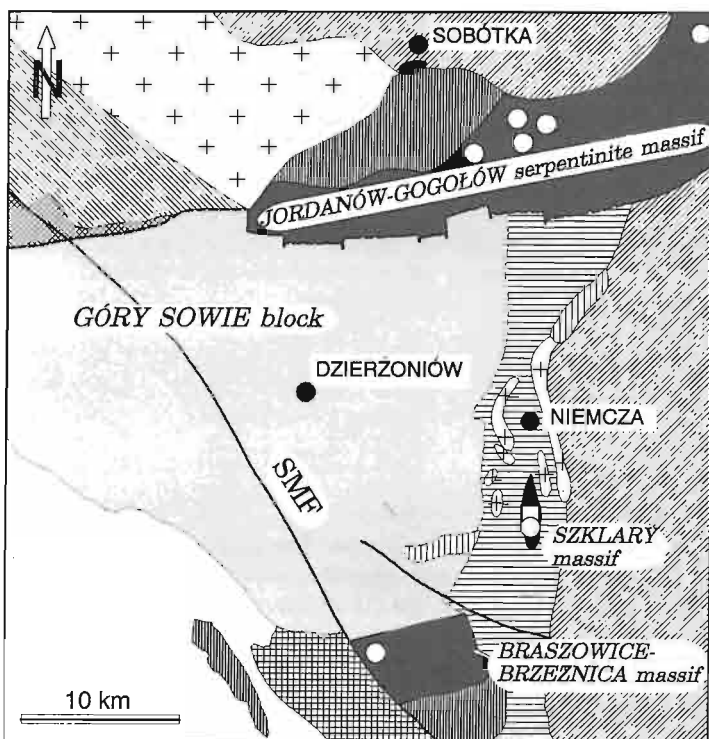 N
SOBÓTKA
JORDANÓW-GOGOŁÓW serpentinite massif
GÓRY SOWIE block
DZIERŻONIÓW
NIEMCZA
SMF
SZKLARY
massif
BRASZOWICE-
BRZEŹNICA massif
10 km